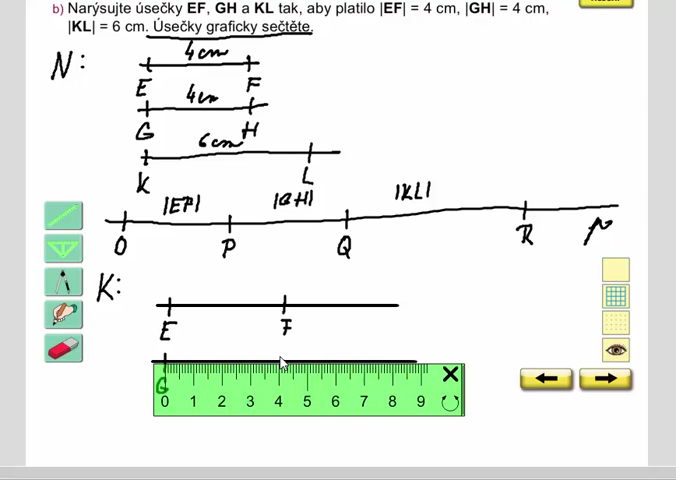 b) Narýsujte úsečky EF, GH a KL tak, aby platilo |EF| = 4 cm, |GH| = 4 cm,
|KL| = 6 cm. Úsečky graficky sečtěte.
N:
4cm
E F
4cm
G H
6cm
K L
|EF| |GH| |KL|
O P Q R p
K:
E F
G
0 1 2 3 4 5 6 7 8 9